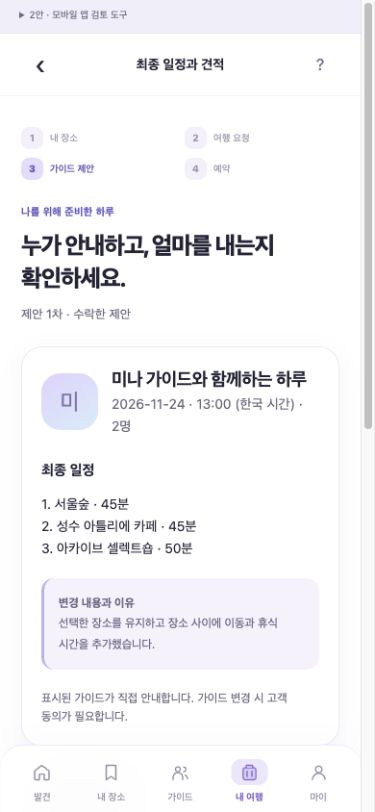 ▶ 2안 · 모바일 앱 검토 도구
‹ 최종 일정과 견적 ?
1 내 장소 2 여행 요청
3 가이드 제안 4 예약
나를 위해 준비한 하루
누가 안내하고, 얼마를 내는지
확인하세요.
제안 1차 · 수락한 제안
미
미나 가이드와 함께하는 하루
2026-11-24 · 13:00 (한국 시간) ·
2명
최종 일정
1. 서울숲 · 45분
2. 성수 아틀리에 카페 · 45분
3. 아카이브 셀렉트숍 · 50분
변경 내용과 이유
선택한 장소를 유지하고 장소 사이에 이동과 휴식
시간을 추가했습니다.
표시된 가이드가 직접 안내합니다. 가이드 변경 시 고객
동의가 필요합니다.
발견 내 장소 가이드 내 여행 마이